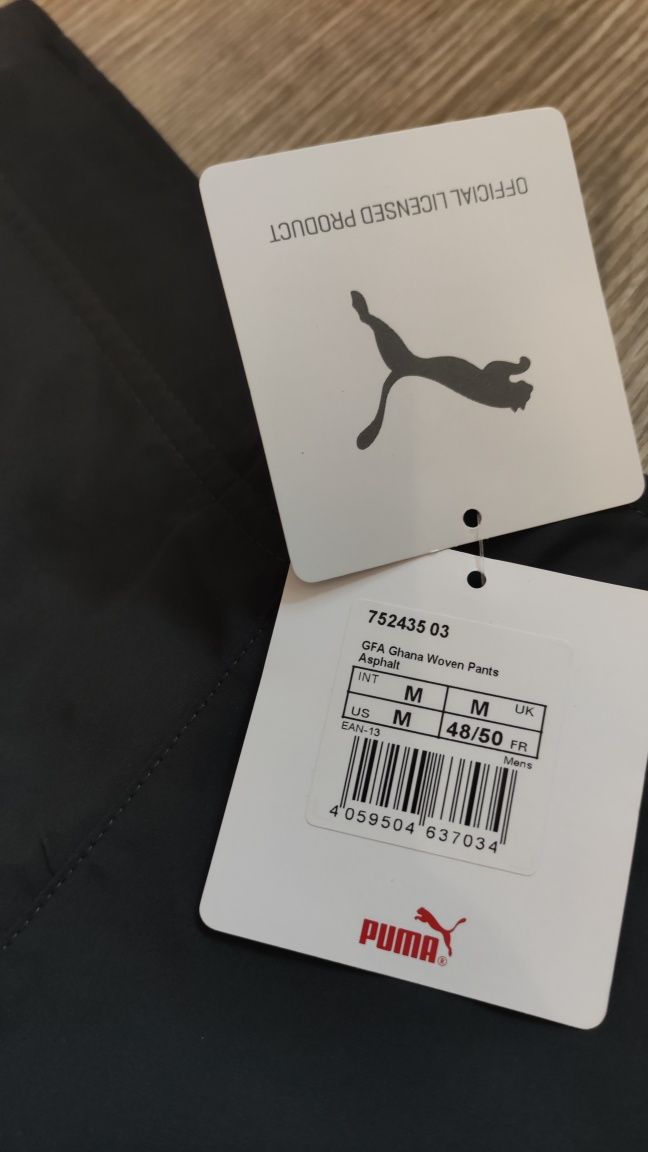 OFFICIAL LICENSED PRODUCT
752435 03
GFA Ghana Woven Pants
Asphalt
INT M M UK
US M 48/50 FR
EAN-13
Mens
4 059504 637034
PUMA®